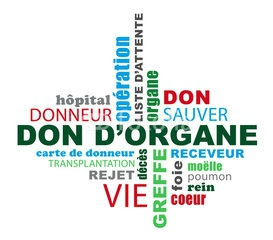 opération
LISTE D'ATTENTE
organe
hôpital
DON
DONNEUR
SAUVER
DON D'ORGANE
carte de donneur
décès
GREFFE
RECEVEUR
TRANSPLANTATION
foie
moëlle
REJET
poumon
VIE
rein
coeur